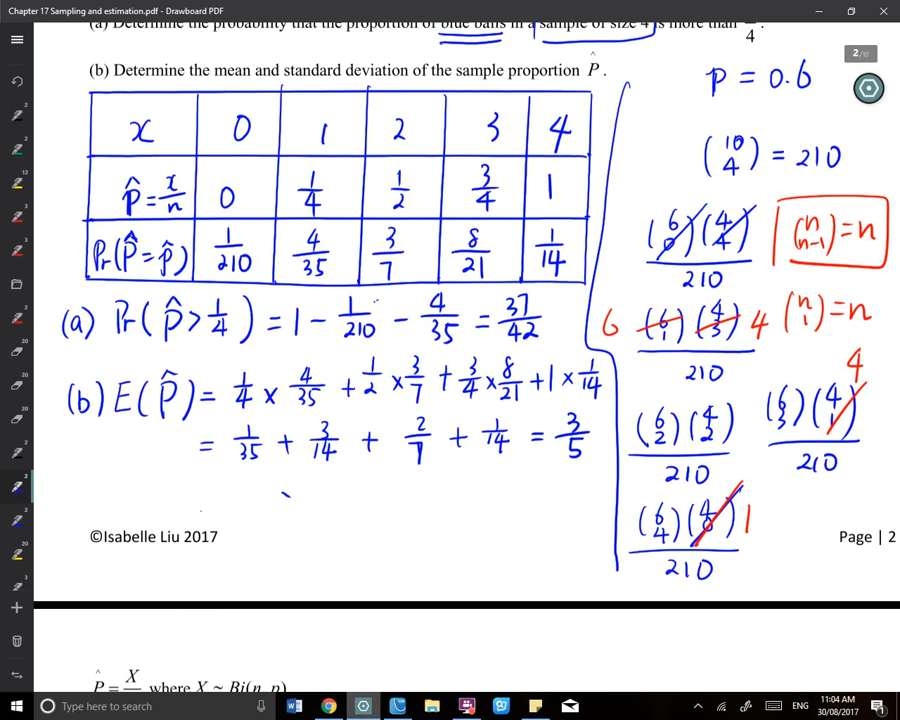 Chapter 17 Sampling and estimation.pdf - Drawboard PDF
(a) Determine the probability that the proportion of blue balls in a sample of size 4 is more than 1/4 .
2/10
(b) Determine the mean and standard deviation of the sample proportion P̂ .
x 0 1 2 3 4
p̂ = x/n 0 1/4 1/2 3/4 1
Pr(P̂ = p̂) 1/210 4/35 3/7 8/21 1/14
(a) Pr(P̂ > 1/4) = 1 - 1/210 - 4/35 = 37/42
(b) E(P̂) = 1/4 × 4/35 + 1/2 × 3/7 + 3/4 × 8/21 + 1 × 1/14
= 1/35 + 3/14 + 2/7 + 1/14 = 3/5
p = 0.6
(10 4) = 210
(6 0)(4 4)/210
(n n-1) = n
6 (6 1)(4 3)/210 4
(n 1) = n
(6 2)(4 2)/210
(6 3)(4 1)/210 4
(6 4)(4 0)/210 1
©Isabelle Liu 2017
Page | 2
P̂ = X/ where X ~ Bi(n, p)
Type here to search
ENG
11:04 AM
30/08/2017